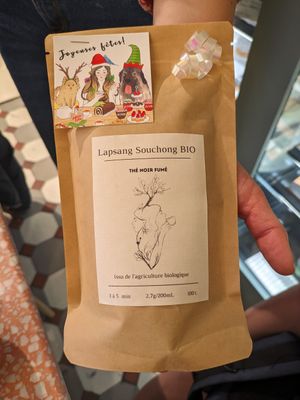 Joyeuses fêtes!
Lapsang Souchong BIO
THÉ NOIR FUMÉ
Issu de l'agriculture biologique
3 à 5 min 2,7g/200mL 100 g